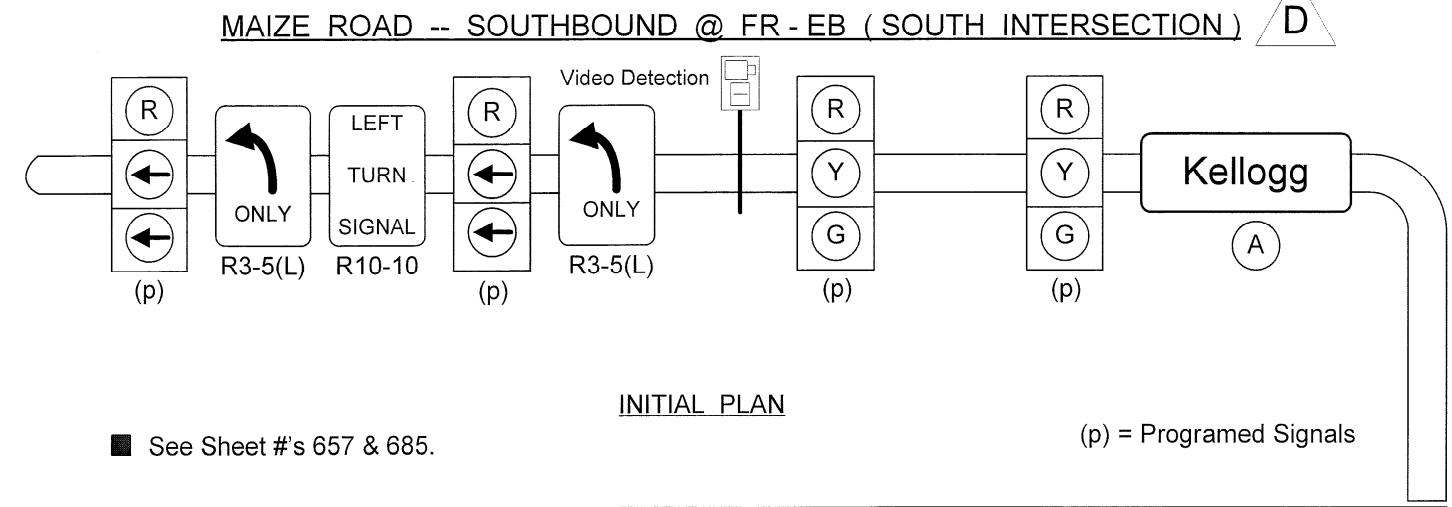 MAIZE ROAD -- SOUTHBOUND @ FR - EB ( SOUTH INTERSECTION )
D
Video Detection
R
R
R
R
LEFT
TURN
SIGNAL
ONLY
ONLY
Y
Y
Kellogg
G
G
A
R3-5(L)
R10-10
R3-5(L)
(p)
(p)
(p)
(p)
INITIAL PLAN
See Sheet #'s 657 & 685.
(p) = Programed Signals